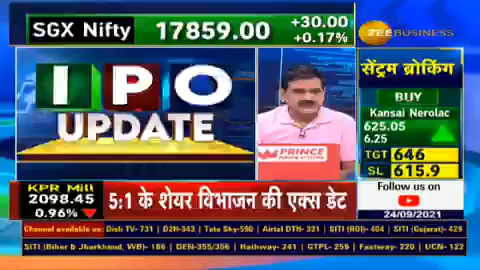 SGX Nifty 17859.00 +30.00
+0.17%
ZEE BUSINESS
IPO
UPDATE
सेंट्रम ब्रोकिंग
BUY
Kansai Nerolac
625.05
6.25
TGT 646
SL 615.9
PRINCE
KPR Mill
2098.45
0.96%
5:1 के शेयर विभाजन की एक्स डेट
Follow us on
24/09/2021
Channel available on: Dish TV- 731 | D2H-343 | Tata Sky-590 | Airtel DTH- 331 | SITI (ROI) - 404 | SITI (Gujarat) - 429
SITI (Bihar & Jharkhand, WB)- 186 | DEN-355/356 | Hathway- 241 | GTPL- 259 | Fastway- 220 | UCN- 122